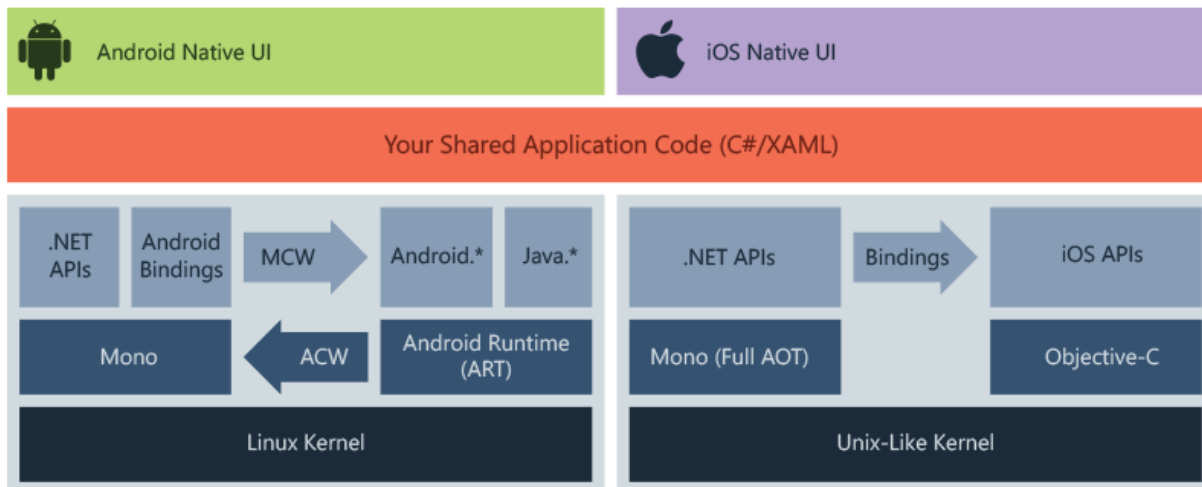 Android Native UI
iOS Native UI
Your Shared Application Code (C#/XAML)
.NET
APIs
Android
Bindings
MCW
Android.*
Java.*
Mono
ACW
Android Runtime
(ART)
Linux Kernel
.NET APIs
Bindings
iOS APIs
Mono (Full AOT)
Objective-C
Unix-Like Kernel